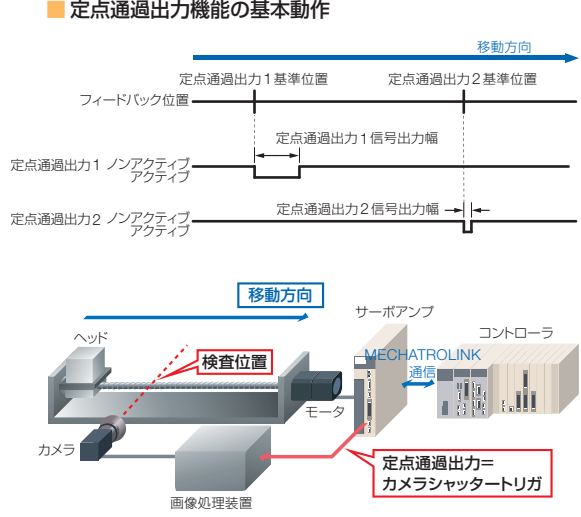 定点通過出力機能の基本動作
移動方向
定点通過出力1基準位置 定点通過出力2基準位置
フィードバック位置
定点通過出力1信号出力幅
定点通過出力1 ノンアクティブ
アクティブ
定点通過出力2信号出力幅
定点通過出力2 ノンアクティブ
アクティブ
移動方向
サーボアンプ
コントローラ
ヘッド
検査位置
MECHATROLINK
通信
モータ
カメラ
定点通過出力=
カメラシャッタートリガ
画像処理装置